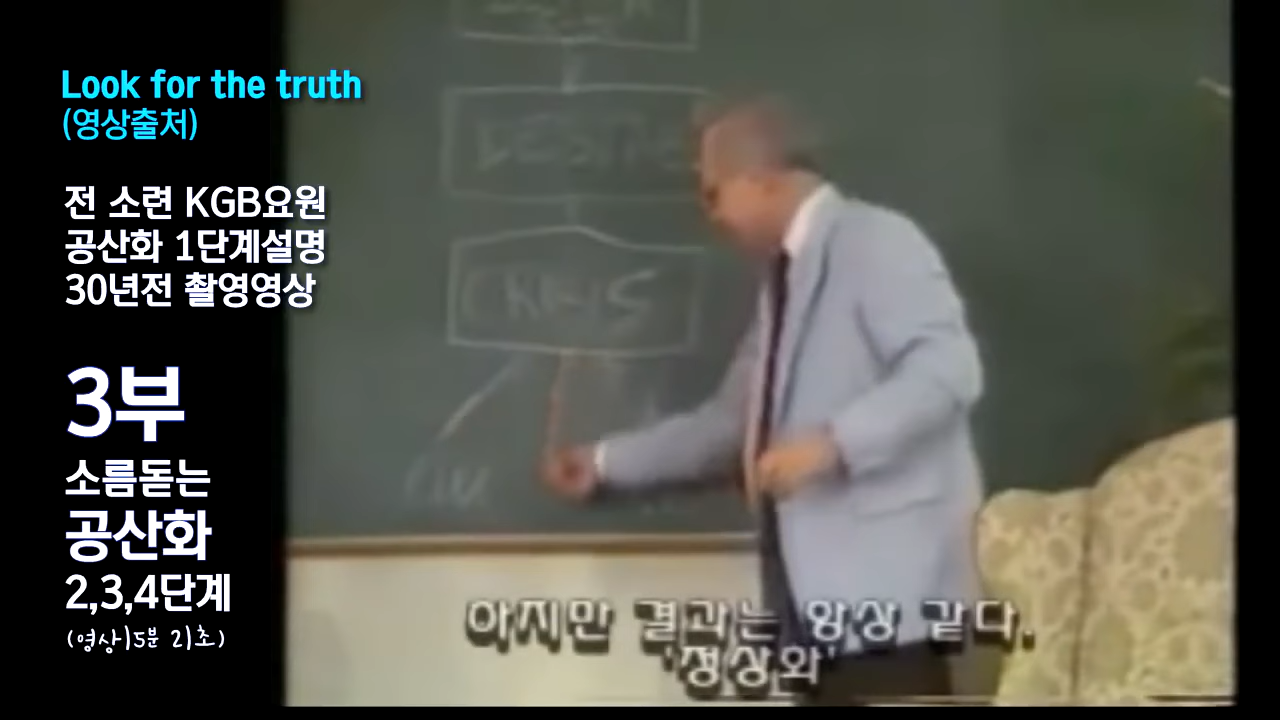 Look for the truth
(영상출처)
전 소련 KGB요원
공산화 1단계설명
30년전 촬영영상
3부
소름돋는
공산화
2,3,4단계
(영상15분 21초)
CRISIS
하지만 결과는 항상 같다.
'정상화'